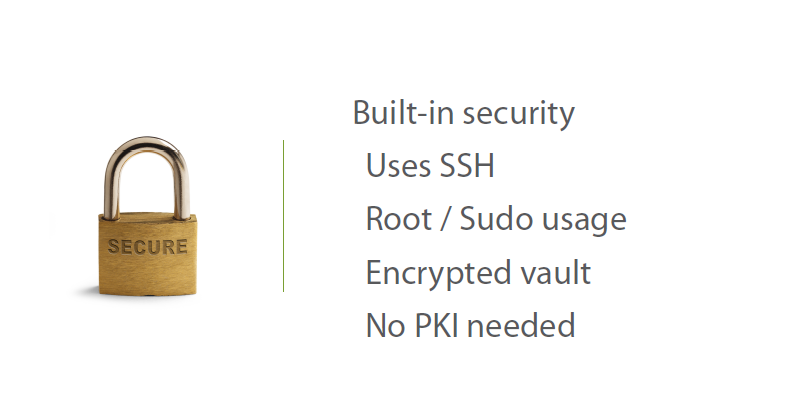 SECURE
Built-in security
Uses SSH
Root / Sudo usage
Encrypted vault
No PKI needed